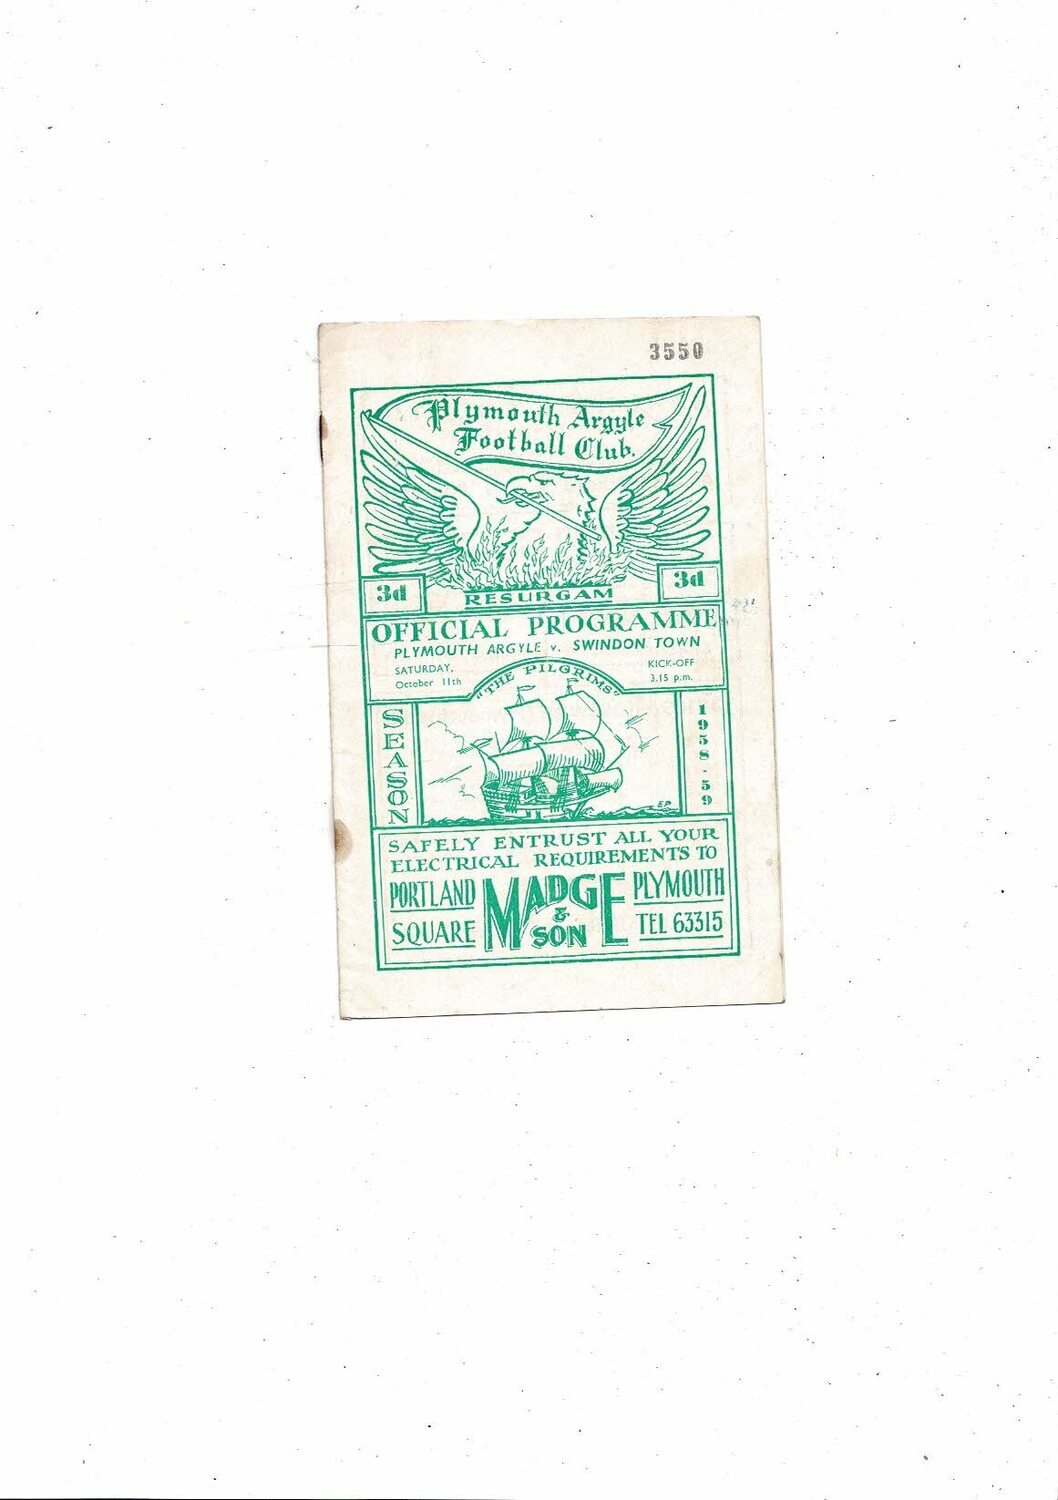 3550
Plymouth Argyle
Football Club.
3d
3d
RESURGAM
OFFICIAL PROGRAMME
PLYMOUTH ARGYLE v. SWINDON TOWN
SATURDAY,
October 11th
KICK-OFF
3.15 p.m.
"THE PILGRIMS"
SEASON
1958-59
E.P
SAFELY ENTRUST ALL YOUR
ELECTRICAL REQUIREMENTS TO
PORTLAND
SQUARE
MADGE
&
SON
PLYMOUTH
TEL 63315